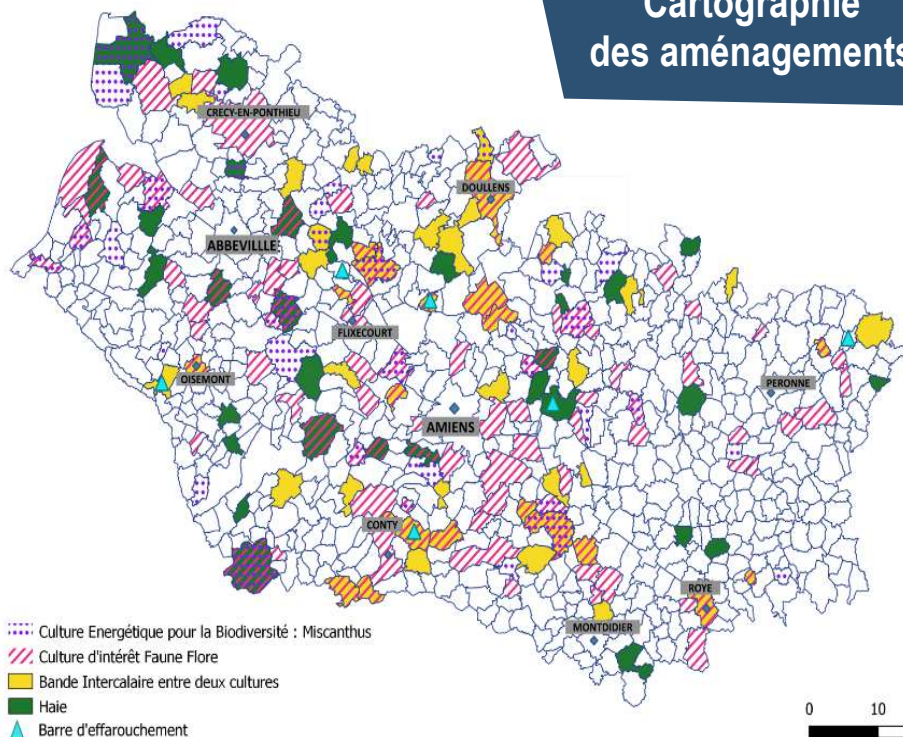 Cartographie
des aménagements
CRECY-EN-PONTHIEU
DOULLENS
ABBEVILLLE
FLIXECOURT
OISEMONT
PERONNE
AMIENS
CONTY
ROYE
MONTDIDIER
Culture Energétique pour la Biodiversité : Miscanthus
Culture d'intérêt Faune Flore
Bande Intercalaire entre deux cultures
Haie
Barre d'effarouchement
0 10